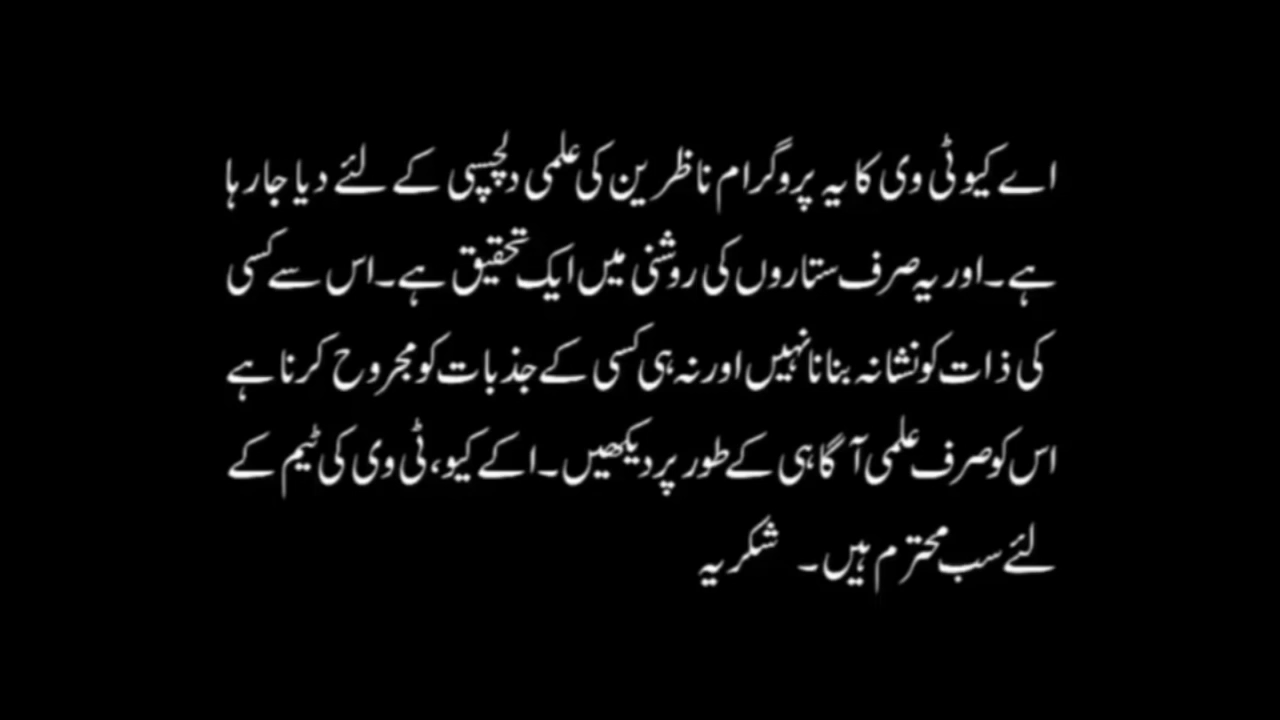 اے کیو ٹی وی کا یہ پروگرام ناظرین کی علمی دلچسپی کے لئے دیا جارہا
ہے۔اور یہ صرف ستاروں کی روشنی میں ایک تحقیق ہے۔اس سے کسی
کی ذات کو نشانہ بنانا نہیں اور نہ ہی کسی کے جذبات کو مجروح کرنا ہے
اس کو صرف علمی آگاہی کے طور پر دیکھیں۔اکے کیو،ٹی وی کی ٹیم کے
لئے سب محترم ہیں۔ شکریہ